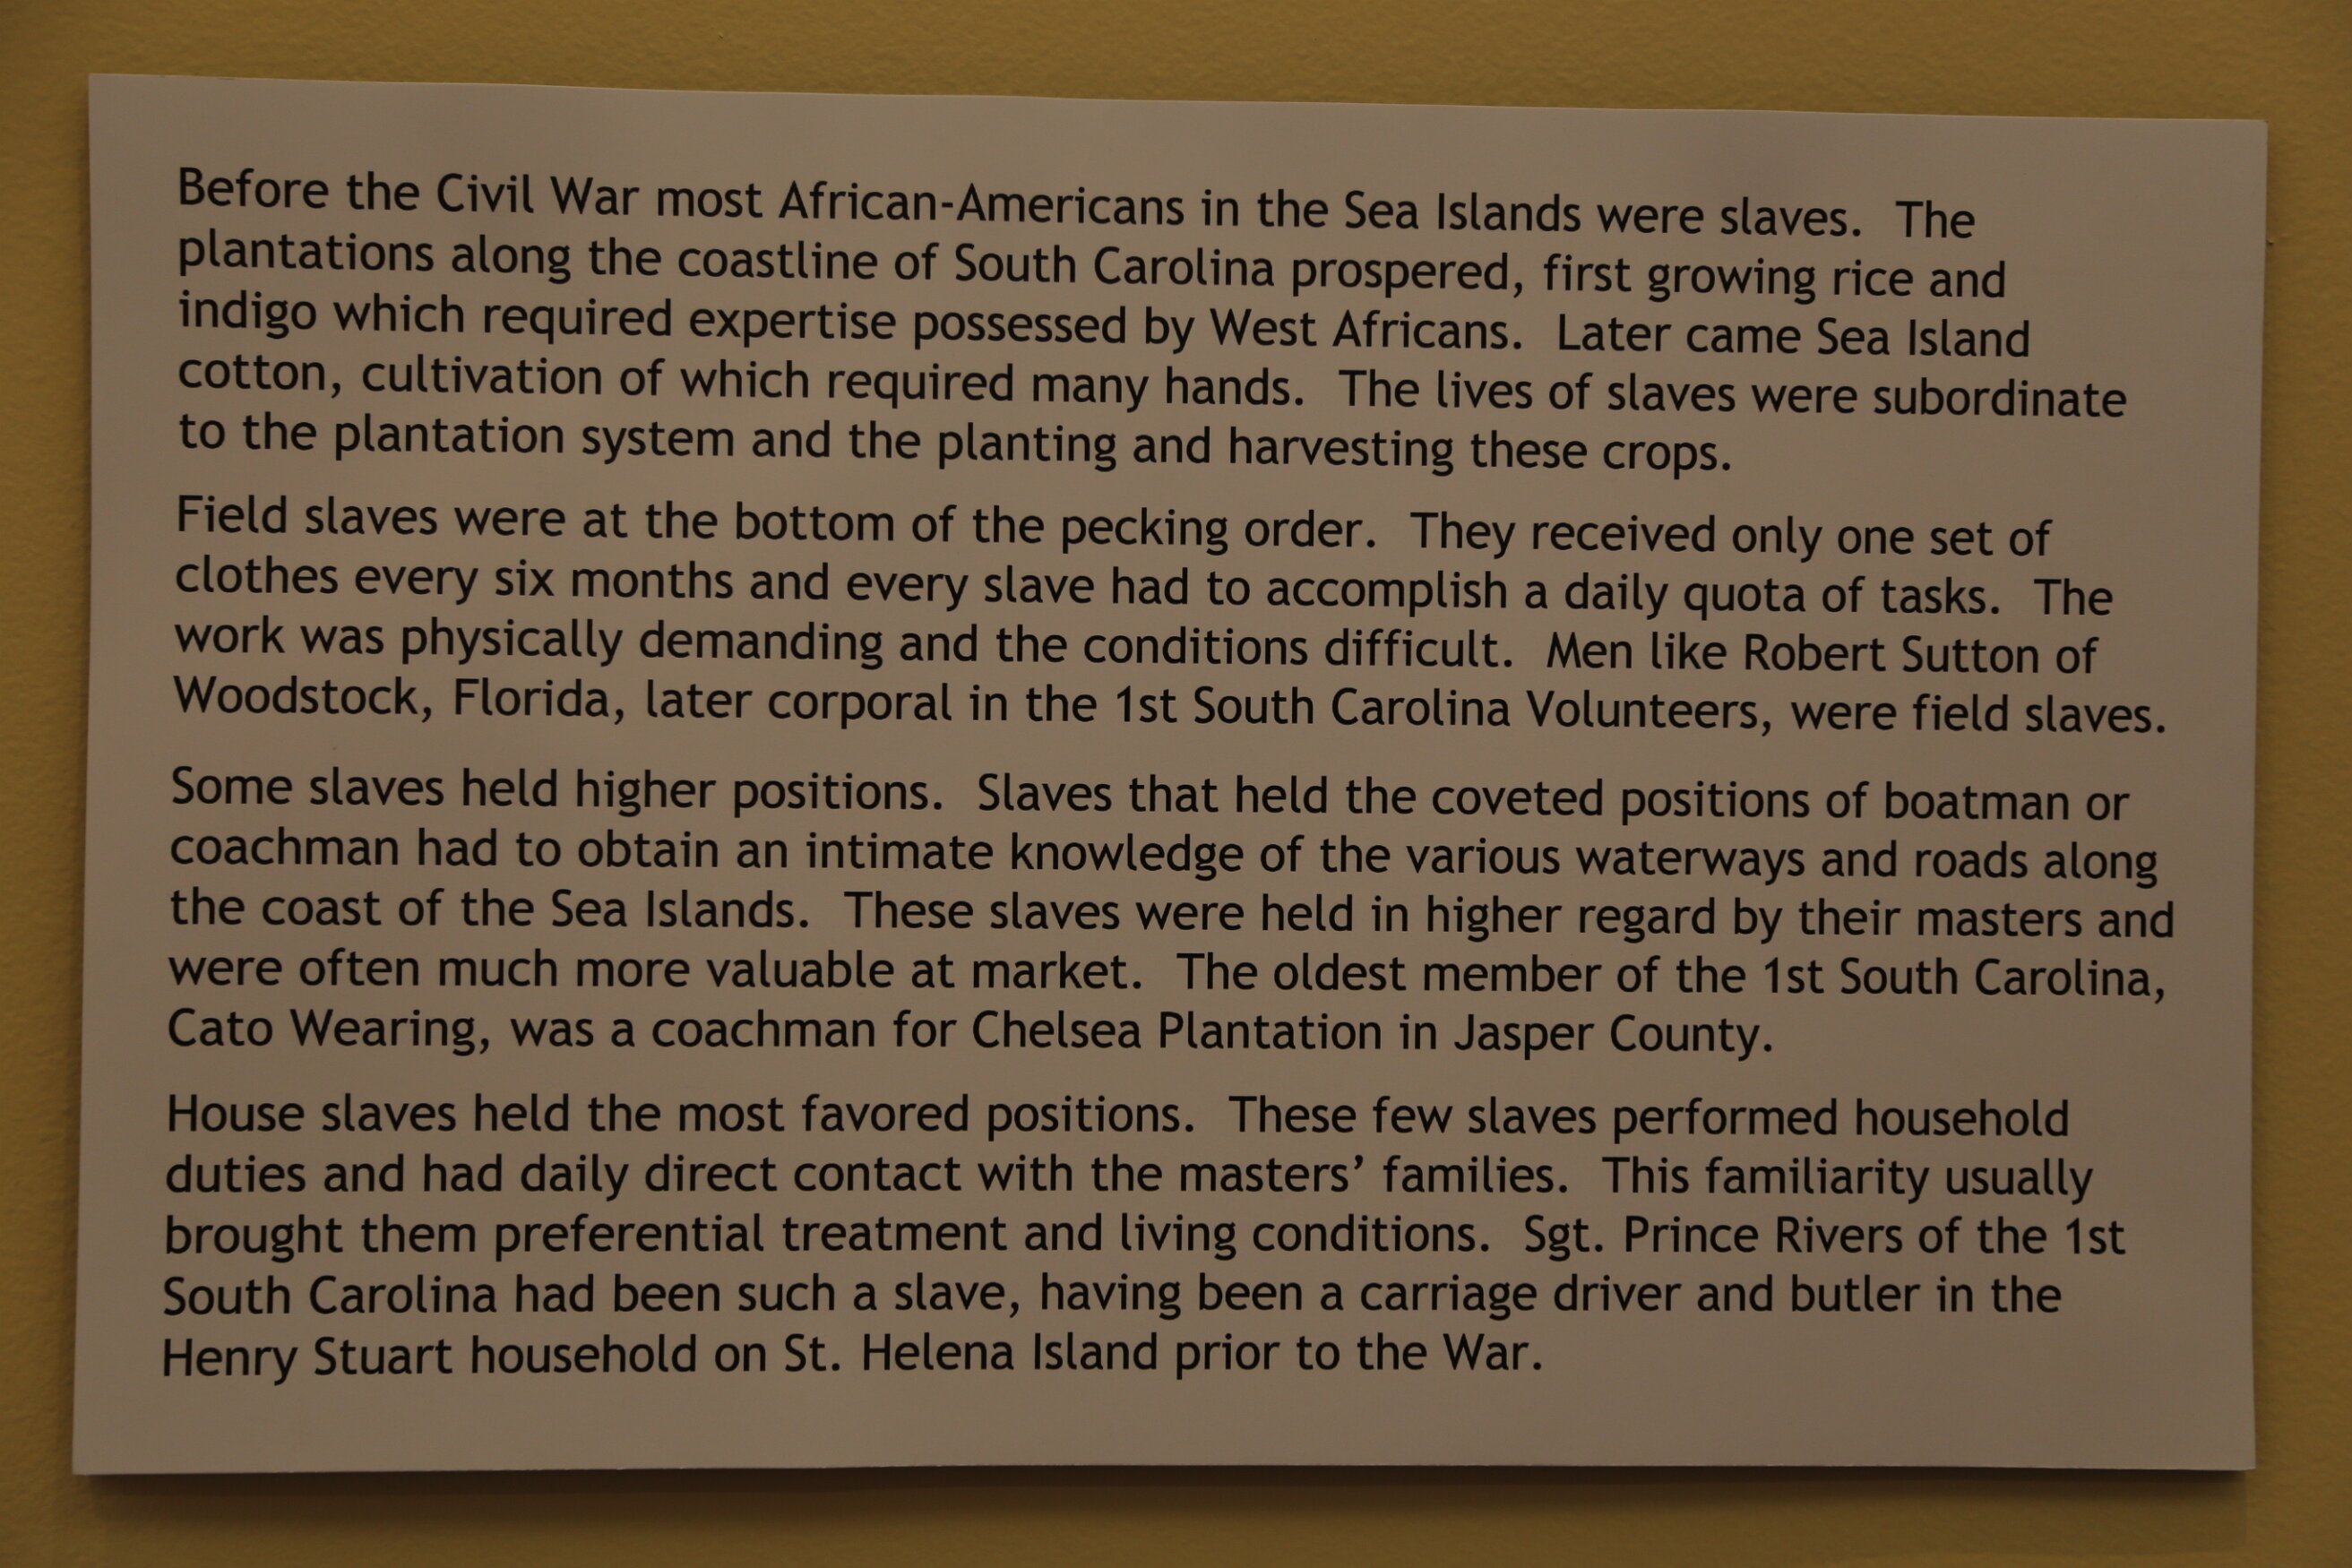 Before the Civil War most African-Americans in the Sea Islands were slaves.  The
plantations along the coastline of South Carolina prospered, first growing rice and
indigo which required expertise possessed by West Africans.  Later came Sea Island
cotton, cultivation of which required many hands.  The lives of slaves were subordinate
to the plantation system and the planting and harvesting these crops.
Field slaves were at the bottom of the pecking order.  They received only one set of
clothes every six months and every slave had to accomplish a daily quota of tasks.  The
work was physically demanding and the conditions difficult.  Men like Robert Sutton of
Woodstock, Florida, later corporal in the 1st South Carolina Volunteers, were field slaves.
Some slaves held higher positions.  Slaves that held the coveted positions of boatman or
coachman had to obtain an intimate knowledge of the various waterways and roads along
the coast of the Sea Islands.  These slaves were held in higher regard by their masters and
were often much more valuable at market.  The oldest member of the 1st South Carolina,
Cato Wearing, was a coachman for Chelsea Plantation in Jasper County.
House slaves held the most favored positions.  These few slaves performed household
duties and had daily direct contact with the masters’ families.  This familiarity usually
brought them preferential treatment and living conditions.  Sgt. Prince Rivers of the 1st
South Carolina had been such a slave, having been a carriage driver and butler in the
Henry Stuart household on St. Helena Island prior to the War.